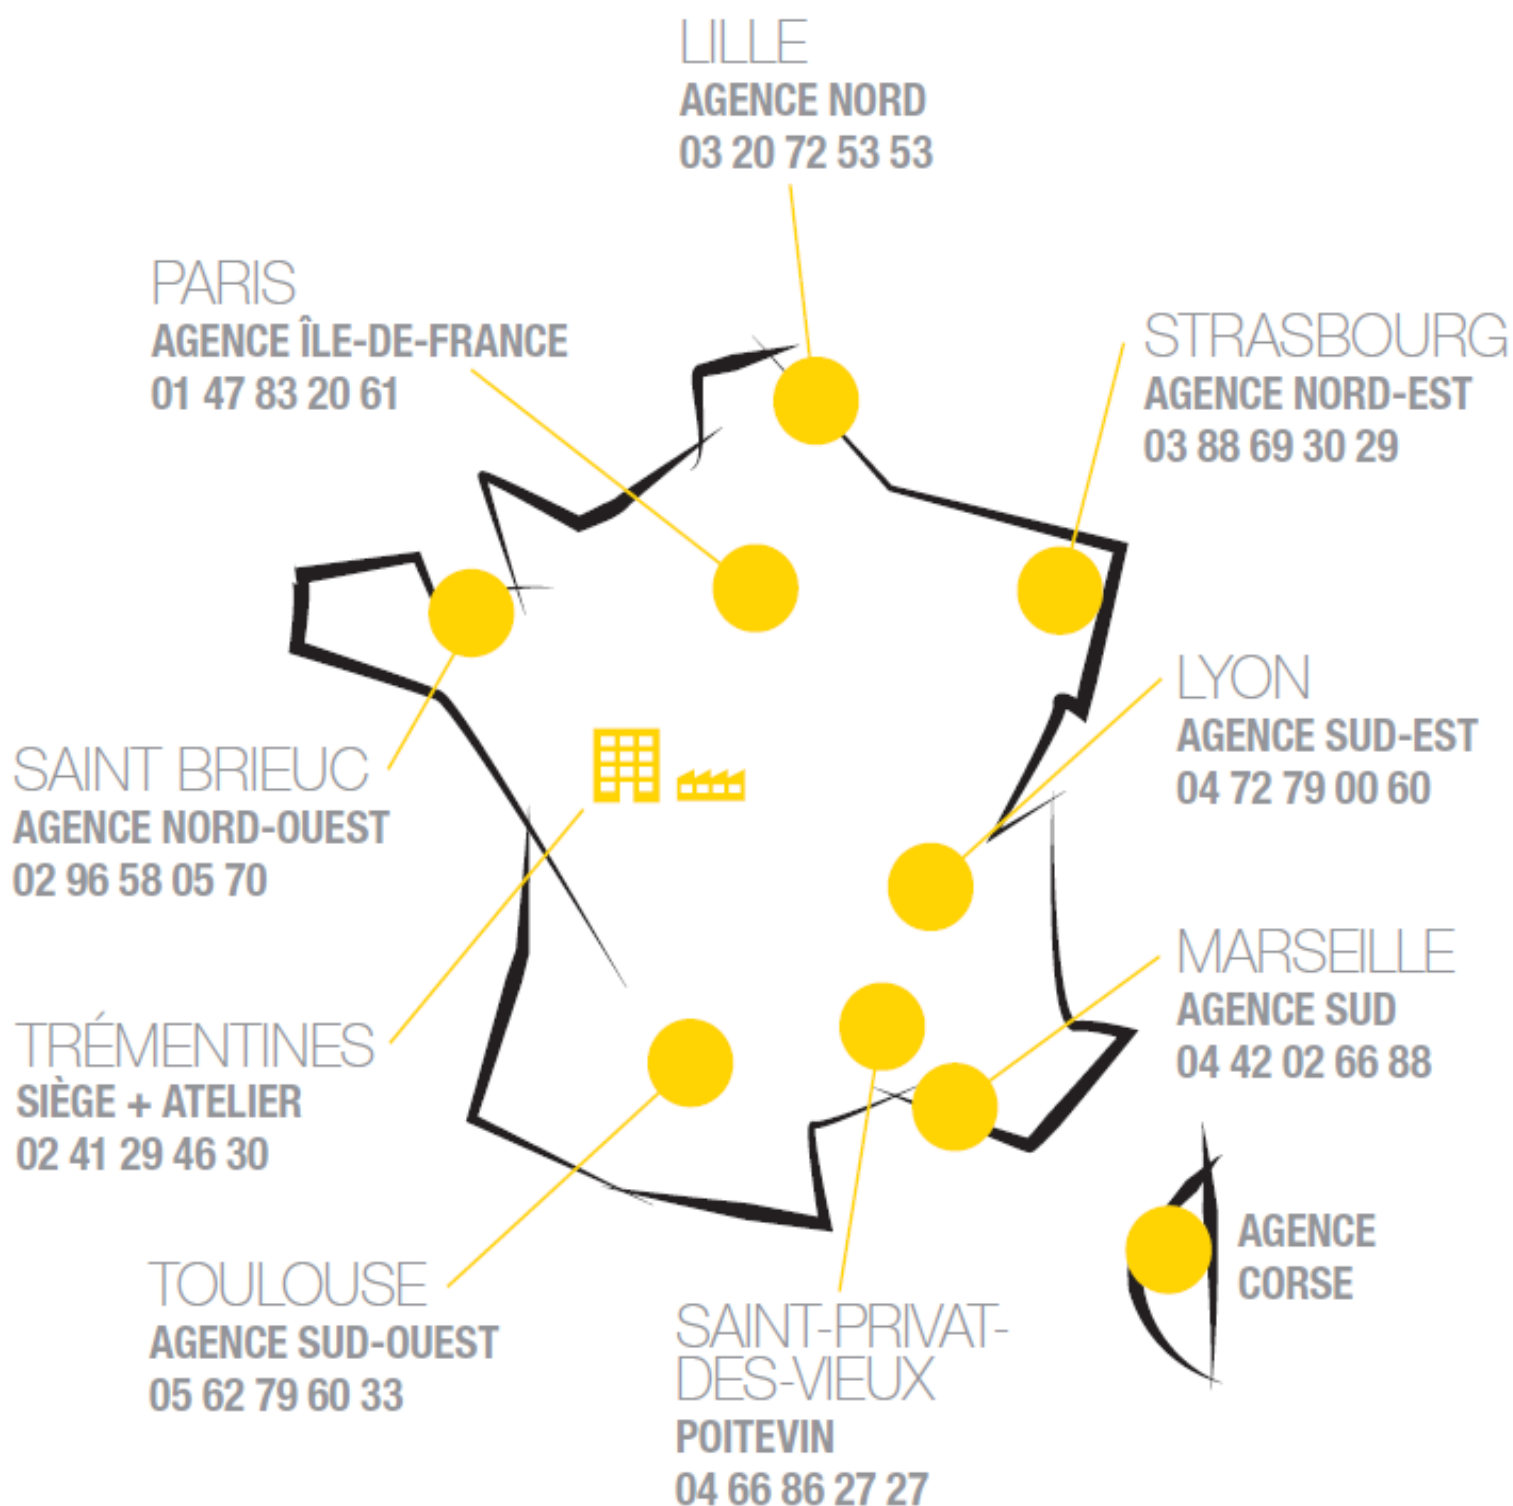 LILLE
AGENCE NORD
03 20 72 53 53
PARIS
AGENCE ÎLE-DE-FRANCE
01 47 83 20 61
STRASBOURG
AGENCE NORD-EST
03 88 69 30 29
LYON
AGENCE SUD-EST
04 72 79 00 60
SAINT BRIEUC
AGENCE NORD-OUEST
02 96 58 05 70
MARSEILLE
AGENCE SUD
04 42 02 66 88
TRÉMENTINES
SIÈGE + ATELIER
02 41 29 46 30
AGENCE
CORSE
TOULOUSE
AGENCE SUD-OUEST
05 62 79 60 33
SAINT-PRIVAT-
DES-VIEUX
POITEVIN
04 66 86 27 27